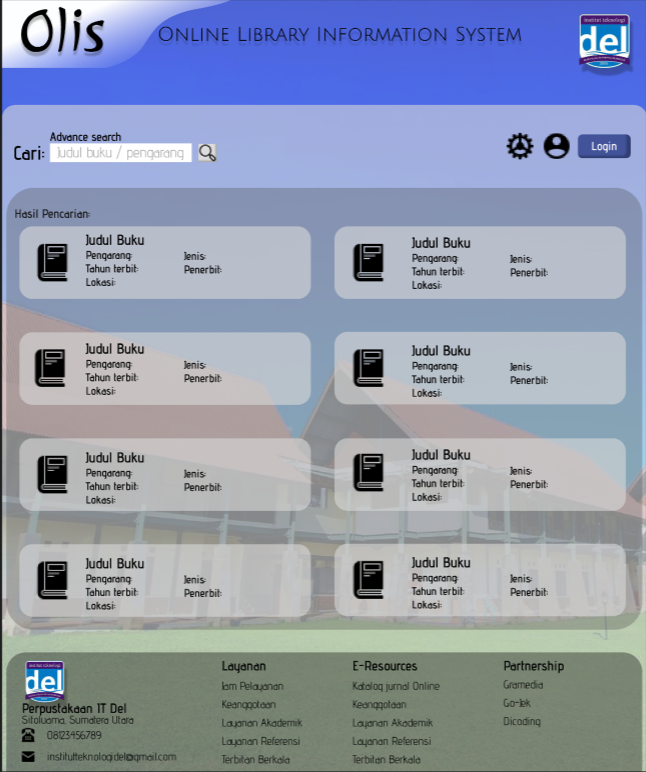 Olis
ONLINE LIBRARY INFORMATION SYSTEM
institut teknologi
del
Advance search
Cari: Judul buku / pengarang
Login
Hasil Pencarian:
Judul Buku
Pengarang: Jenis:
Tahun terbit: Penerbit:
Lokasi:
Judul Buku
Pengarang: Jenis:
Tahun terbit: Penerbit:
Lokasi:
Judul Buku
Pengarang: Jenis:
Tahun terbit: Penerbit:
Lokasi:
Judul Buku
Pengarang: Jenis:
Tahun terbit: Penerbit:
Lokasi:
Judul Buku
Pengarang: Jenis:
Tahun terbit: Penerbit:
Lokasi:
Judul Buku
Pengarang: Jenis:
Tahun terbit: Penerbit:
Lokasi:
Judul Buku
Pengarang: Jenis:
Tahun terbit: Penerbit:
Lokasi:
Judul Buku
Pengarang: Jenis:
Tahun terbit: Penerbit:
Lokasi:
institut teknologi
del
Perpustakaan IT Del
Sitoluama, Sumatera Utara
08123456789
institutteknologidel@gmail.com
Layanan
Jam Pelayanan
Keanggotaan
Layanan Akademik
Layanan Referensi
Terbitan Berkala
E-Resources
Katalog jurnal Online
Keanggotaan
Layanan Akademik
Layanan Referensi
Terbitan Berkala
Partnership
Gramedia
Go-Jek
Dicoding